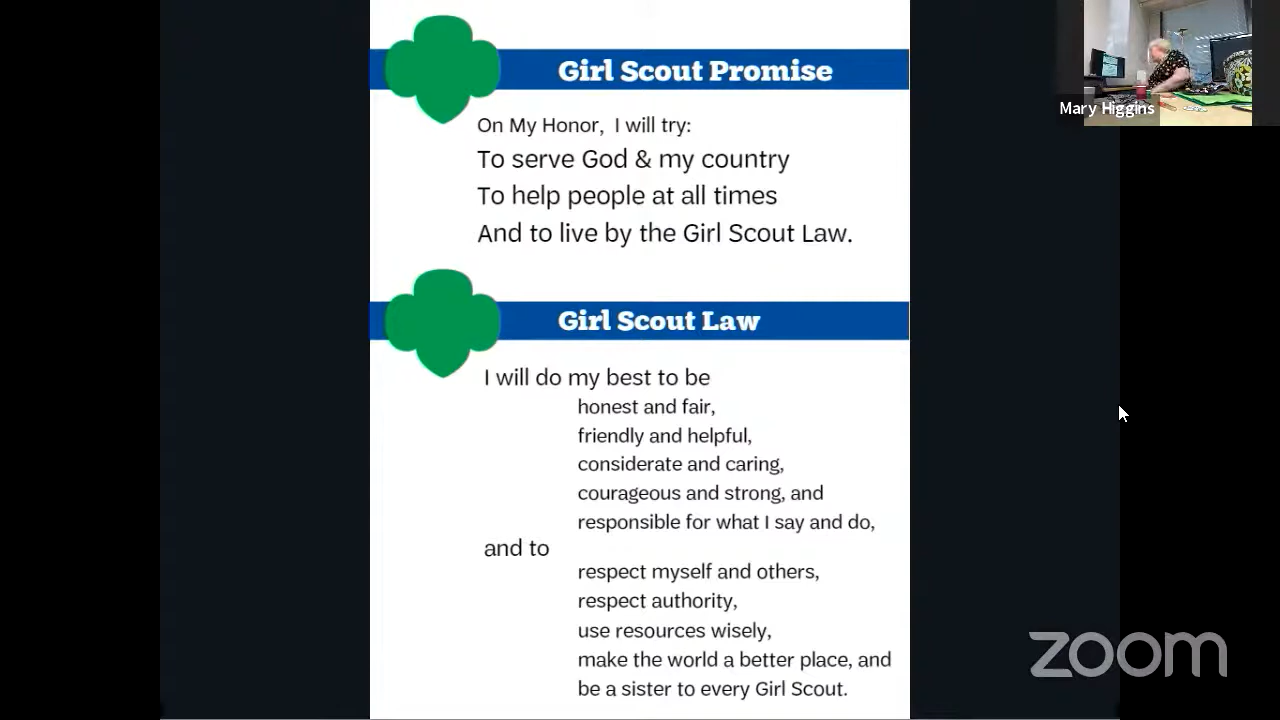 Girl Scout Promise
On My Honor, I will try:
To serve God & my country
To help people at all times
And to live by the Girl Scout Law.
Girl Scout Law
I will do my best to be
honest and fair,
friendly and helpful,
considerate and caring,
courageous and strong, and
responsible for what I say and do,
and to
respect myself and others,
respect authority,
use resources wisely,
make the world a better place, and
be a sister to every Girl Scout.
Mary Higgins
zoom